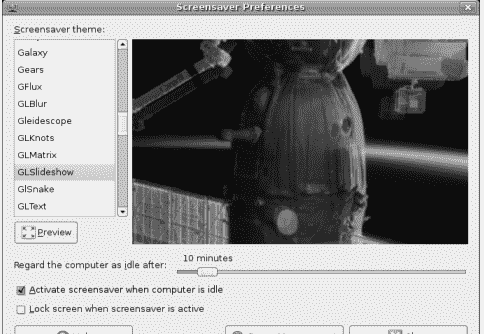 Screensaver Preferences
Screensaver theme:
Galaxy
Gears
GFlux
GLBlur
Gleidescope
GLKnots
GLMatrix
GLSlideshow
GlSnake
GLText
Preview
Regard the computer as idle after:
10 minutes
Activate screensaver when computer is idle
Lock screen when screensaver is active